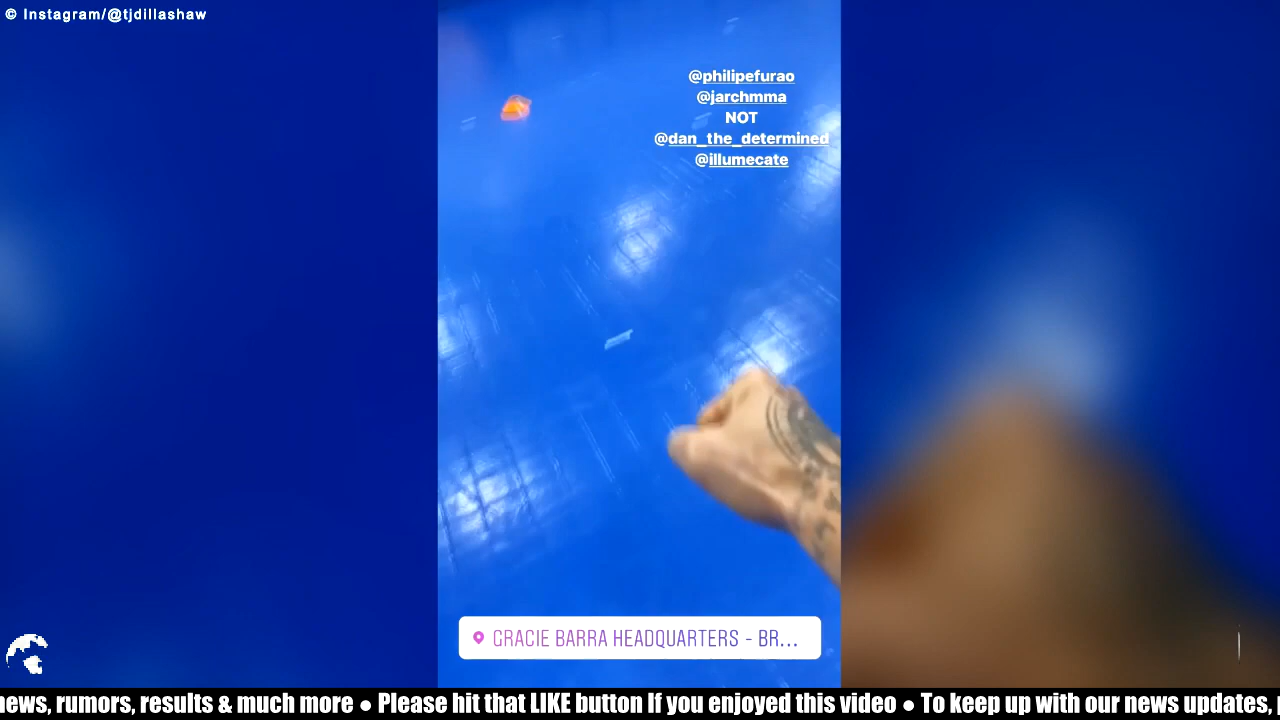 © Instagram/@tjdillashaw
@philipefurao
@jarchmma
NOT
@dan_the_determined
@illumecate
GRACIE BARRA HEADQUARTERS - BR...
news, rumors, results & much more ● Please hit that LIKE button If you enjoyed this video ● To keep up with our news updates,